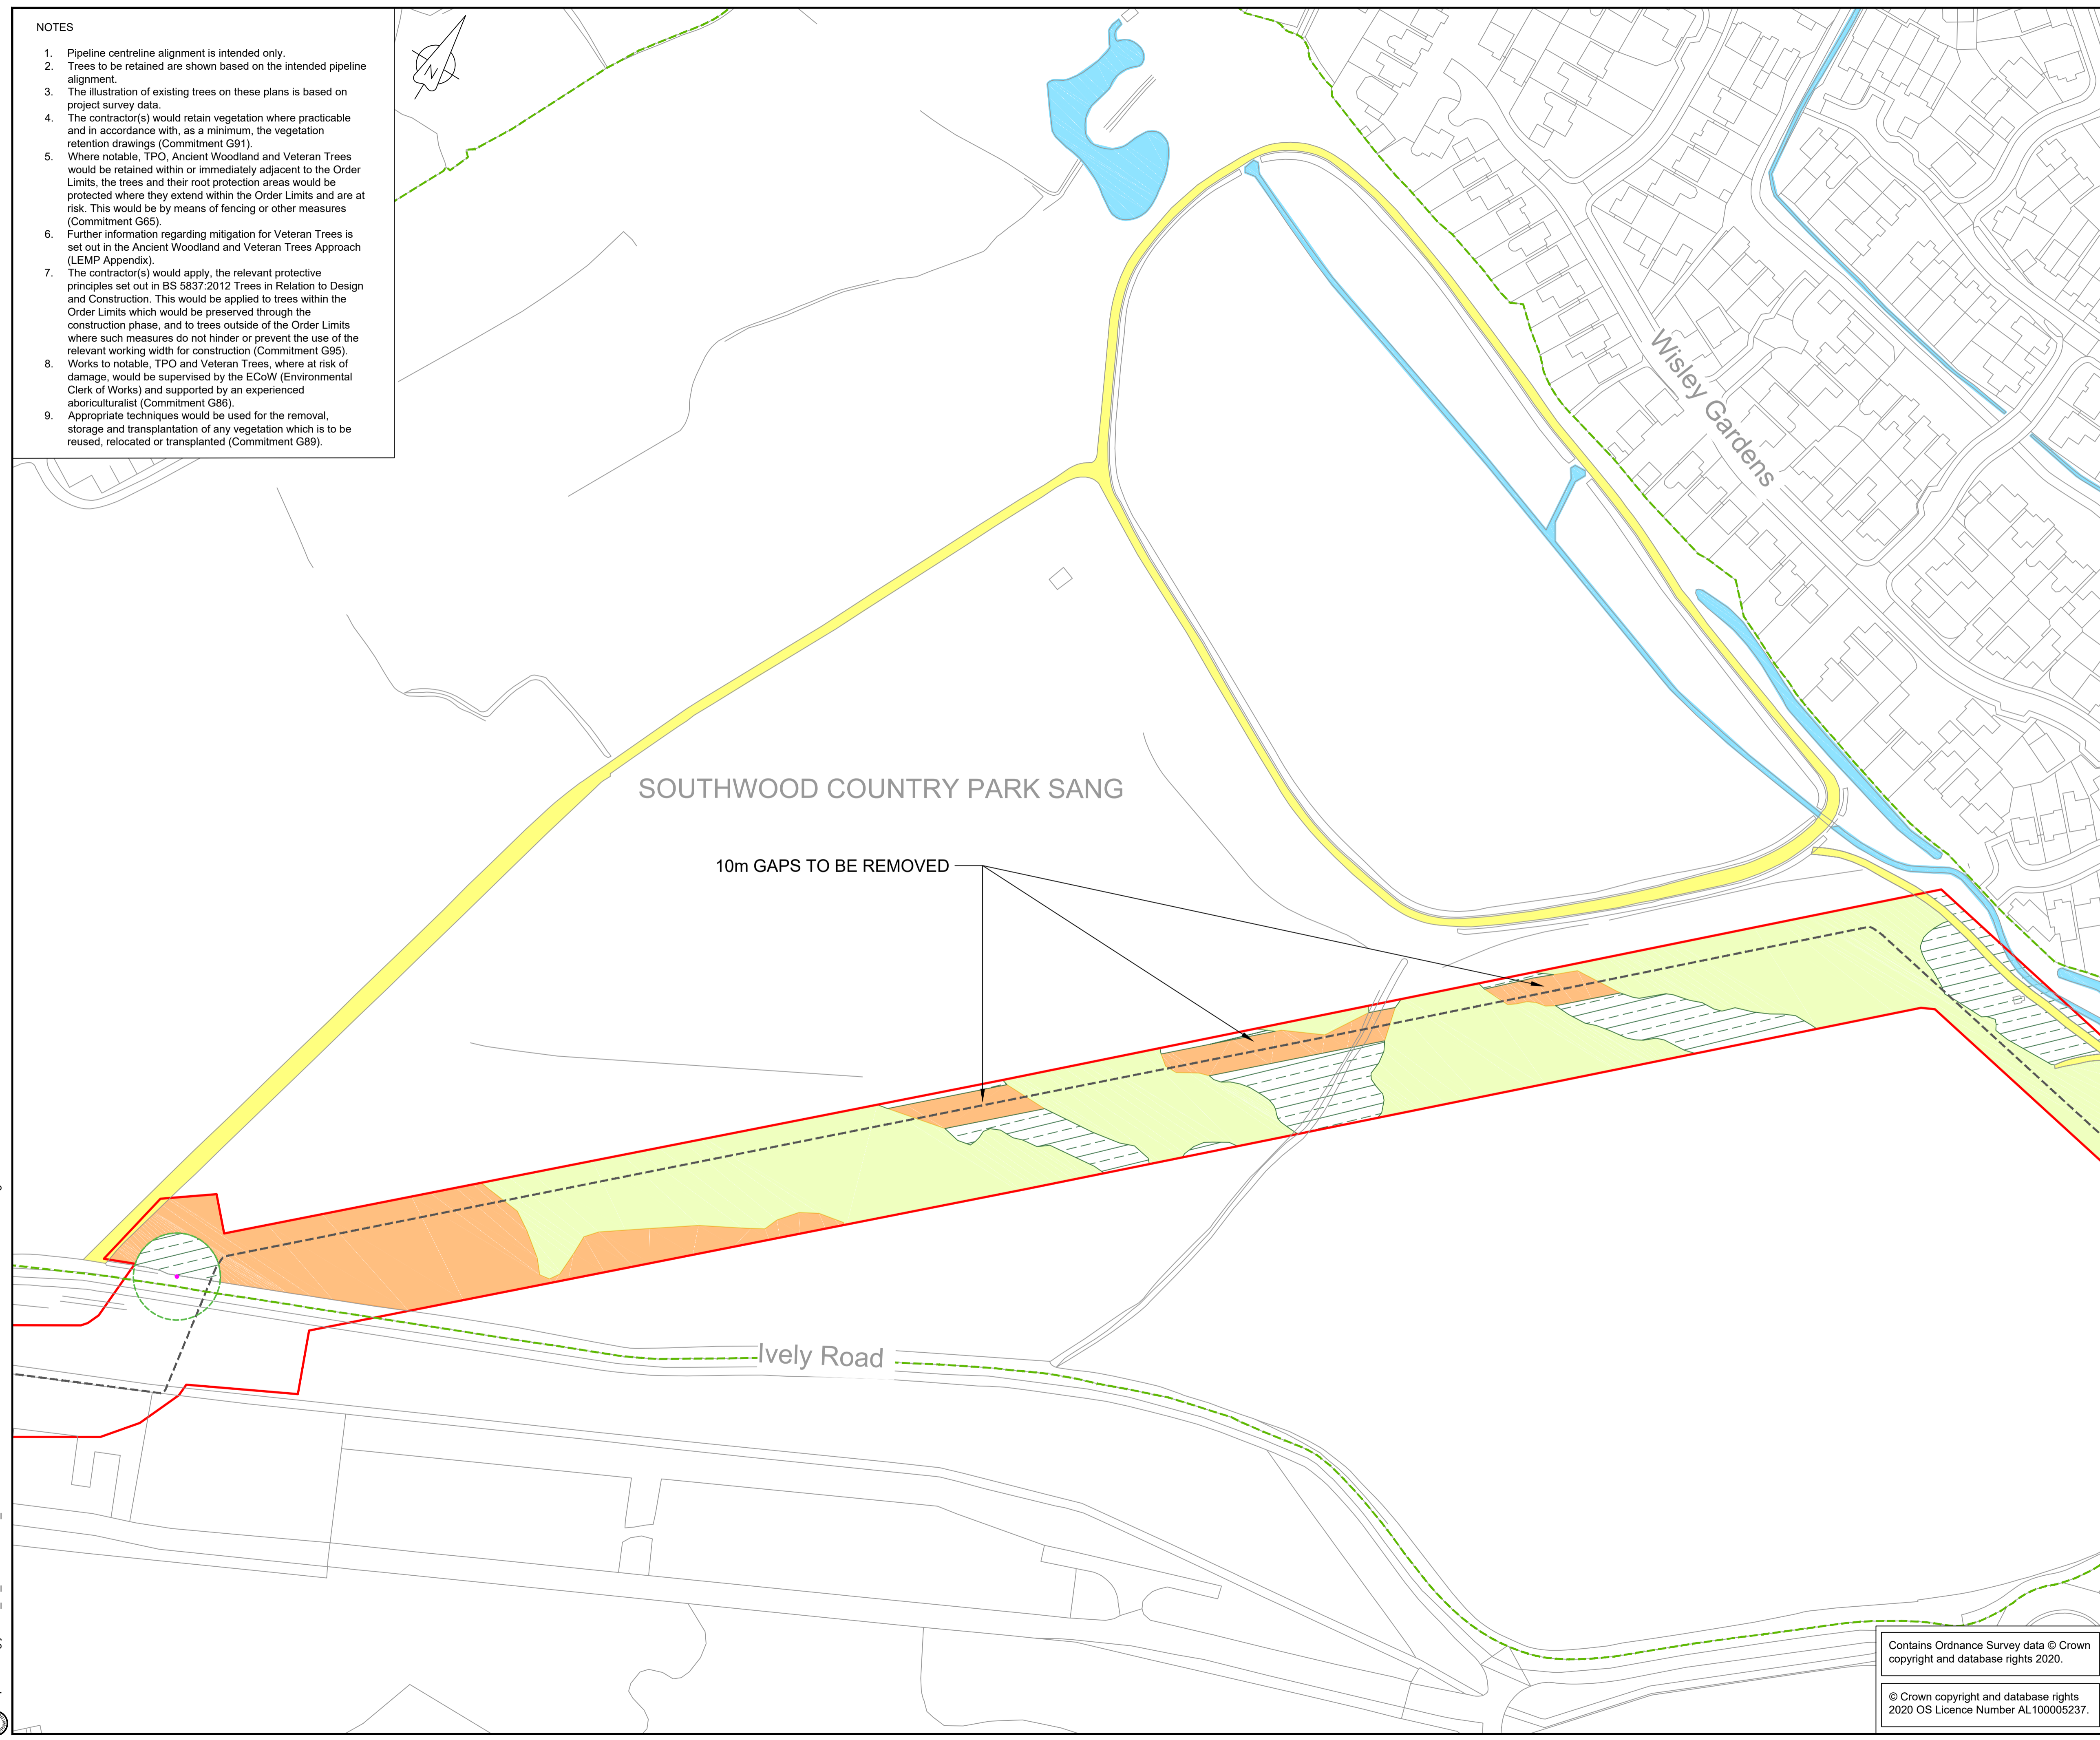 NOTES
1. Pipeline centreline alignment is intended only.
2. Trees to be retained are shown based on the intended pipeline
alignment.
3. The illustration of existing trees on these plans is based on
project survey data.
4. The contractor(s) would retain vegetation where practicable
and in accordance with, as a minimum, the vegetation
retention drawings (Commitment G91).
5. Where notable, TPO, Ancient Woodland and Veteran Trees
would be retained within or immediately adjacent to the Order
Limits, the trees and their root protection areas would be
protected where they extend within the Order Limits and are at
risk. This would be by means of fencing or other measures
(Commitment G65).
6. Further information regarding mitigation for Veteran Trees is
set out in the Ancient Woodland and Veteran Trees Approach
(LEMP Appendix).
7. The contractor(s) would apply, the relevant protective
principles set out in BS 5837:2012 Trees in Relation to Design
and Construction. This would be applied to trees within the
Order Limits which would be preserved through the
construction phase, and to trees outside of the Order Limits
where such measures do not hinder or prevent the use of the
relevant working width for construction (Commitment G95).
8. Works to notable, TPO and Veteran Trees, where at risk of
damage, would be supervised by the ECoW (Environmental
Clerk of Works) and supported by an experienced
aboriculturalist (Commitment G86).
9. Appropriate techniques would be used for the removal,
storage and transplantation of any vegetation which is to be
reused, relocated or transplanted (Commitment G89).
N
Wisley Gardens
SOUTHWOOD COUNTRY PARK SANG
10m GAPS TO BE REMOVED
Ively Road
Contains Ordnance Survey data © Crown
copyright and database rights 2020.
© Crown copyright and database rights
2020 OS Licence Number AL100005237.